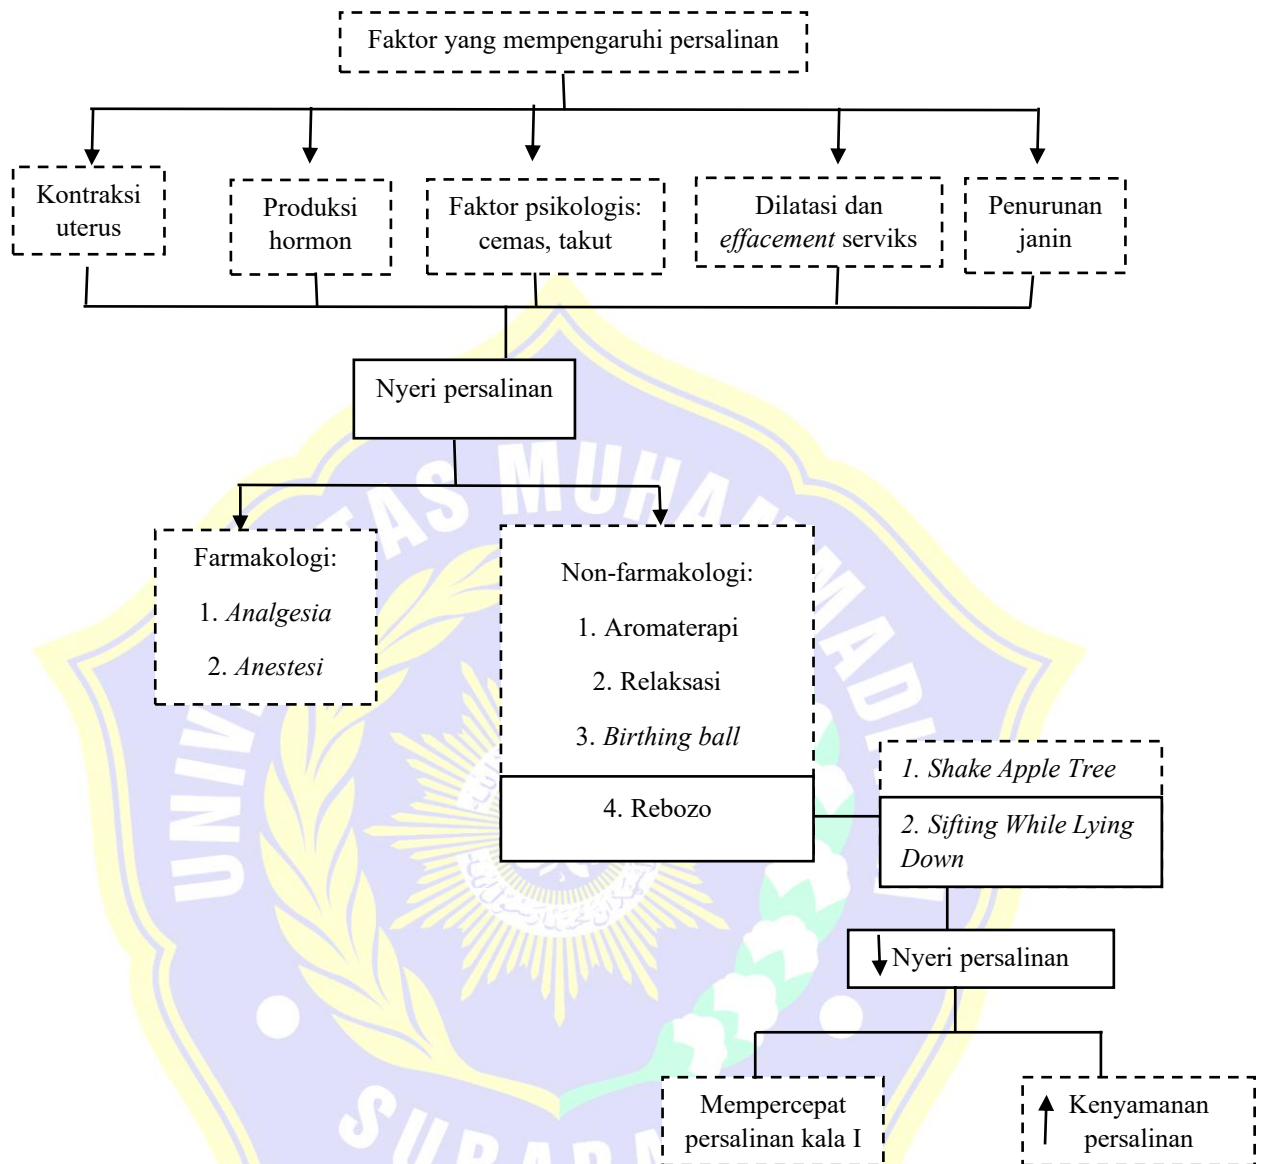 Faktor yang mempengaruhi persalinan
Kontraksi
uterus
Produksi
hormon
Faktor psikologis:
cemas, takut
Dilatasi dan
effacement serviks
Penurunan
janin
Nyeri persalinan
Farmakologi:
1. Analgesia
2. Anestesi
Non-farmakologi:
1. Aromaterapi
2. Relaksasi
3. Birthing ball
4. Rebozo
1. Shake Apple Tree
2. Sifting While Lying
Down
Nyeri persalinan
Mempercepat
persalinan kala I
Kenyamanan
persalinan